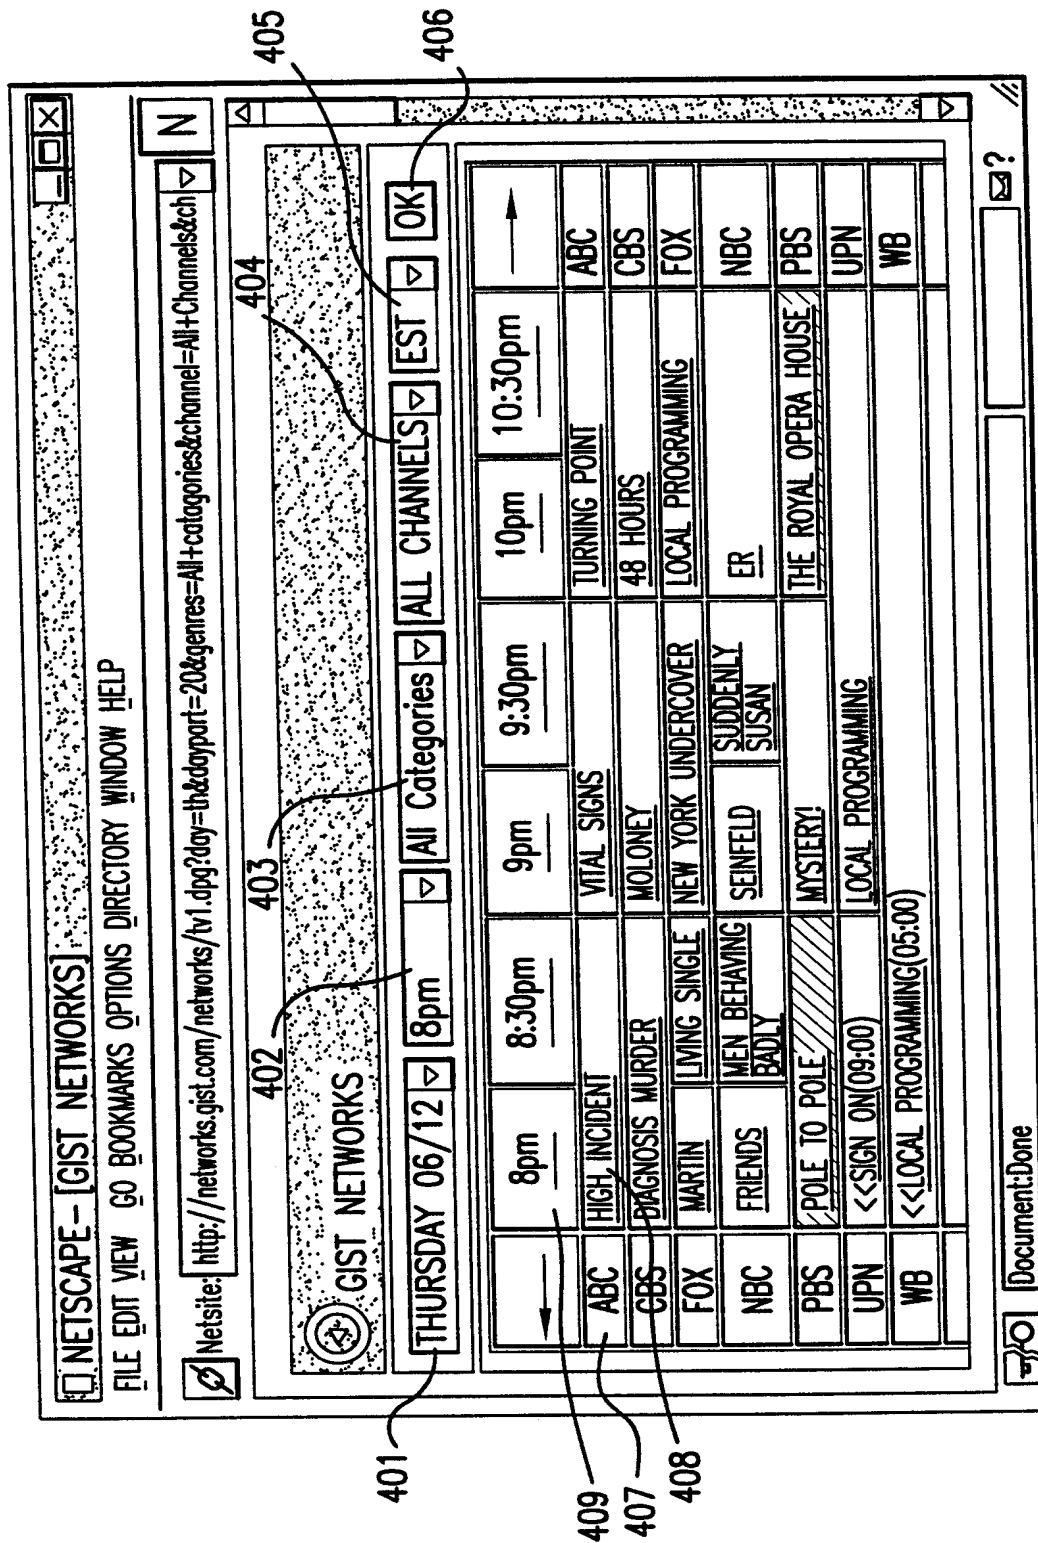 NETSCAPE-[GIST NETWORKS]
FILE EDIT VIEW GO BOOKMARKS OPTIONS DIRECTORY WINDOW HELP
N
Netsite: http://networks.gist.com/networks/tv1.dpg?day=th&daypart=20&genres=All+catagories&channel=All+Channels&ch
GIST NETWORKS
THURSDAY 06/12 8pm All Categories ALL CHANNELS EST OK
8pm 8:30pm 9pm 9:30pm 10pm 10:30pm
ABC HIGH INCIDENT VITAL SIGNS TURNING POINT ABC
CBS DIAGNOSIS MURDER MOLONEY 48 HOURS CBS
FOX MARTIN LIVING SINGLE NEW YORK UNDERCOVER LOCAL PROGRAMMING FOX
NBC FRIENDS MEN BEHAVING BADLY SEINFELD SUDDENLY SUSAN ER NBC
PBS POLE TO POLE MYSTERY! THE ROYAL OPERA HOUSE PBS
UPN <<SIGN ON(09:00) LOCAL PROGRAMMING UPN
WB <<LOCAL PROGRAMMING(05:00) WB
Document:Done
?
401
402
403
404
405
406
409
407
408